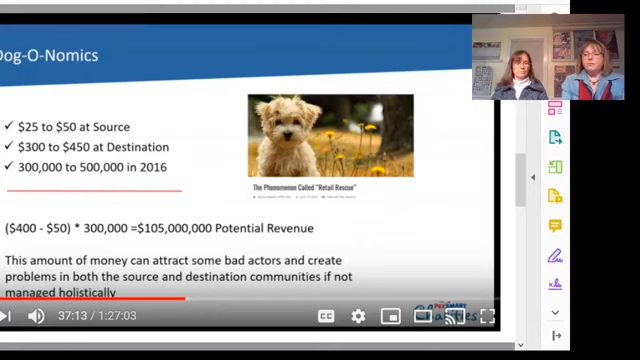 Dog-O-Nomics
✓ $25 to $50 at Source
✓ $300 to $450 at Destination
✓ 300,000 to 500,000 in 2016
The Phenomenon Called “Retail Rescue”
($400 - $50) * 300,000 =$105,000,000 Potential Revenue
This amount of money can attract some bad actors and create
problems in both the source and destination communities if not
managed holistically
Charities
37:13 / 1:27:03
CC